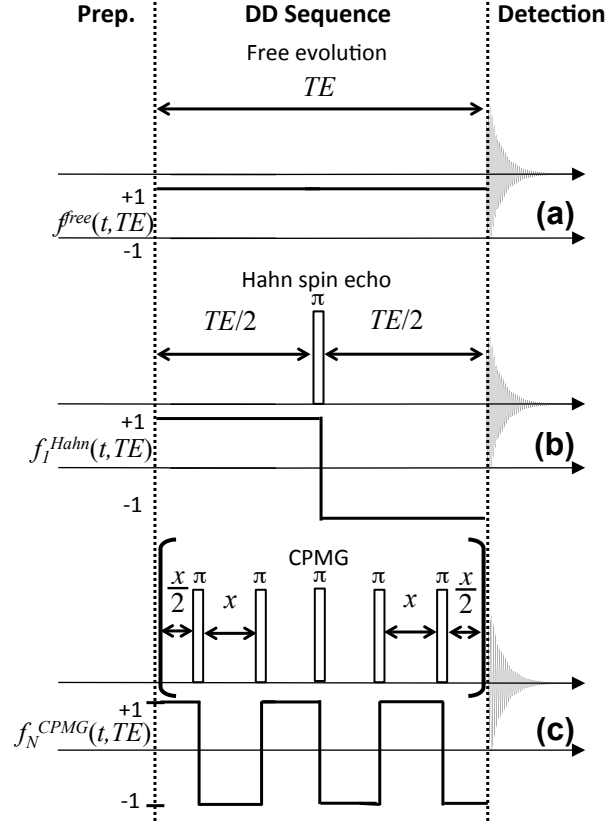 Prep. DD Sequence Detection
Free evolution
TE
+1
f^free(t,TE)
-1
(a)
Hahn spin echo
π
TE/2 TE/2
+1
f_1^Hahn(t,TE)
-1
(b)
CPMG
x/2 π x π π π x π x/2
+1
f_N^CPMG(t,TE)
-1
(c)